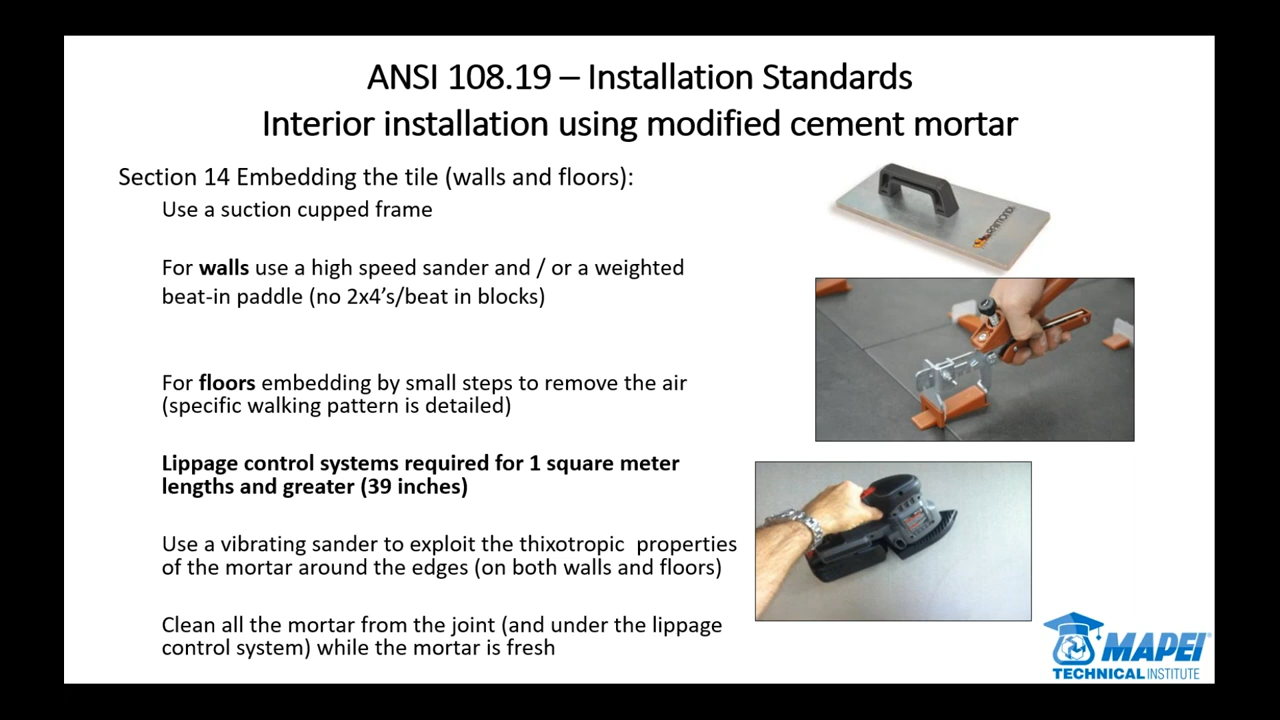 ANSI 108.19 – Installation Standards
Interior installation using modified cement mortar
Section 14 Embedding the tile (walls and floors):
Use a suction cupped frame
For walls use a high speed sander and / or a weighted
beat-in paddle (no 2x4’s/beat in blocks)
For floors embedding by small steps to remove the air
(specific walking pattern is detailed)
Lippage control systems required for 1 square meter
lengths and greater (39 inches)
Use a vibrating sander to exploit the thixotropic  properties
of the mortar around the edges (on both walls and floors)
Clean all the mortar from the joint (and under the lippage
control system) while the mortar is fresh
RAIMONDI
MAPEI®
TECHNICAL INSTITUTE